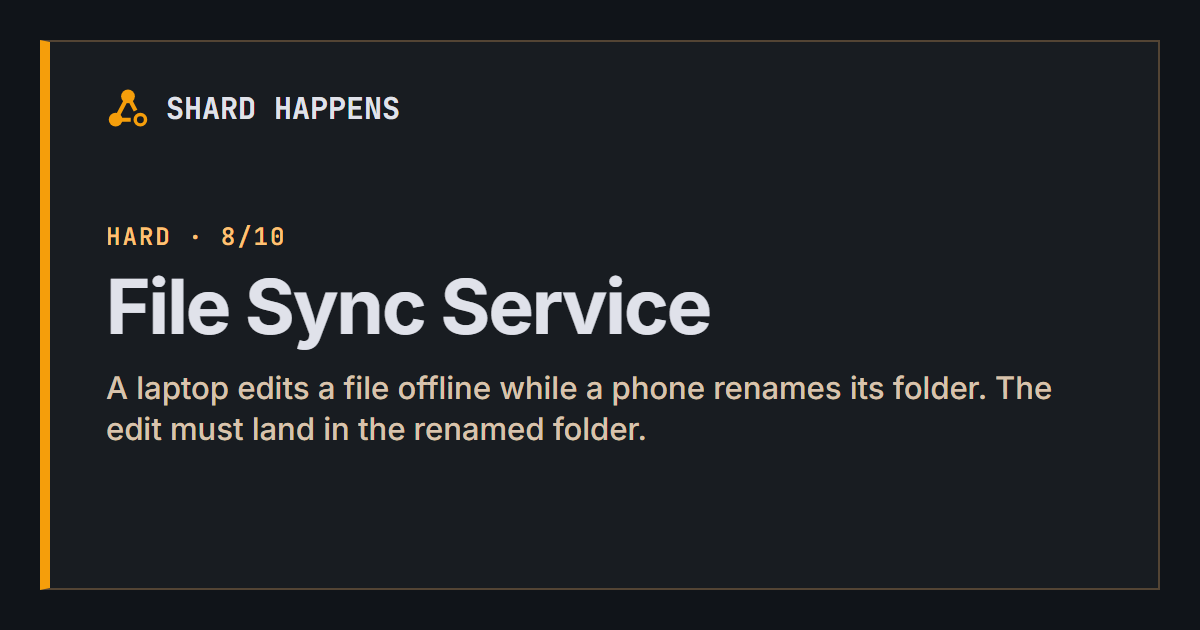 SHARD HAPPENS
HARD · 8/10
File Sync Service
A laptop edits a file offline while a phone renames its folder. The
edit must land in the renamed folder.